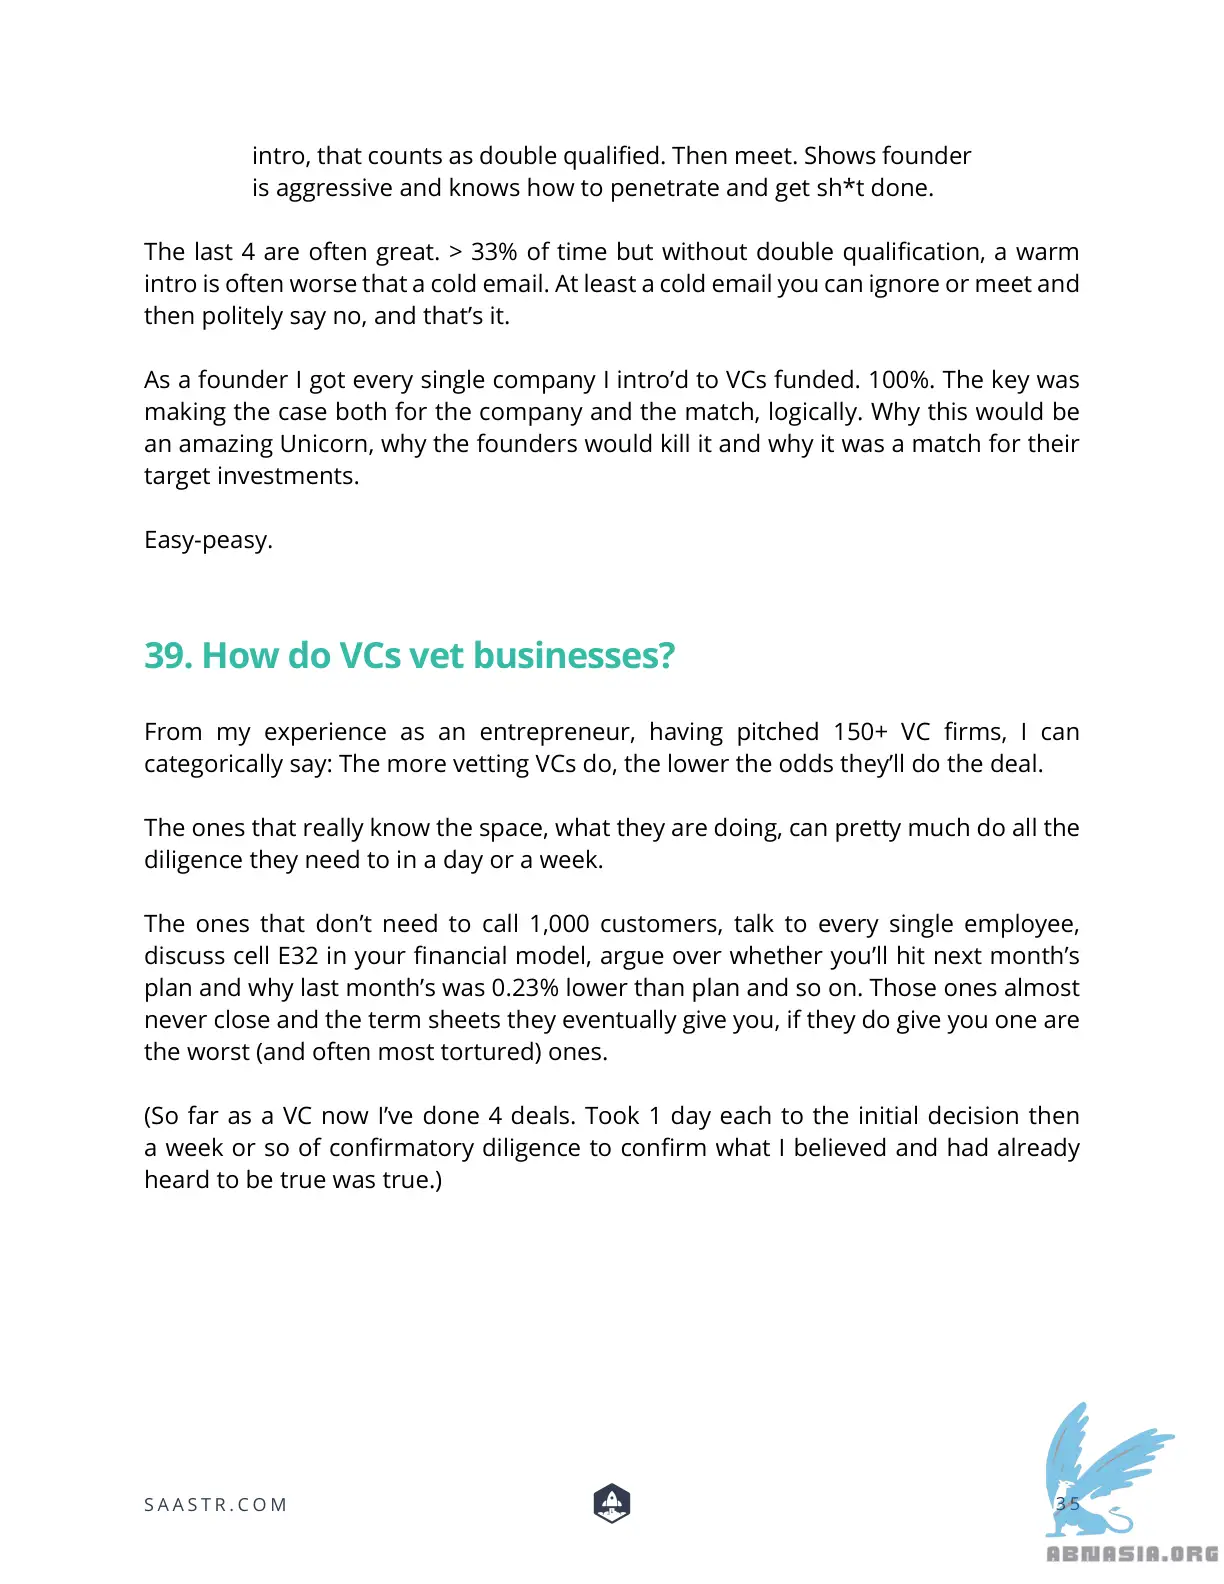 intro, that counts as double qualified. Then meet. Shows founder
is aggressive and knows how to penetrate and get sh*t done.
The last 4 are often great. > 33% of time but without double qualification, a warm
intro is often worse that a cold email. At least a cold email you can ignore or meet and
then politely say no, and that’s it.
As a founder I got every single company I intro’d to VCs funded. 100%. The key was
making the case both for the company and the match, logically. Why this would be
an amazing Unicorn, why the founders would kill it and why it was a match for their
target investments.
Easy-peasy.
39. How do VCs vet businesses?
From my experience as an entrepreneur, having pitched 150+ VC firms, I can
categorically say: The more vetting VCs do, the lower the odds they’ll do the deal.
The ones that really know the space, what they are doing, can pretty much do all the
diligence they need to in a day or a week.
The ones that don’t need to call 1,000 customers, talk to every single employee,
discuss cell E32 in your financial model, argue over whether you’ll hit next month’s
plan and why last month’s was 0.23% lower than plan and so on. Those ones almost
never close and the term sheets they eventually give you, if they do give you one are
the worst (and often most tortured) ones.
(So far as a VC now I’ve done 4 deals. Took 1 day each to the initial decision then
a week or so of confirmatory diligence to confirm what I believed and had already
heard to be true was true.)
SAASTR.COM
35
ABNASIA.ORG